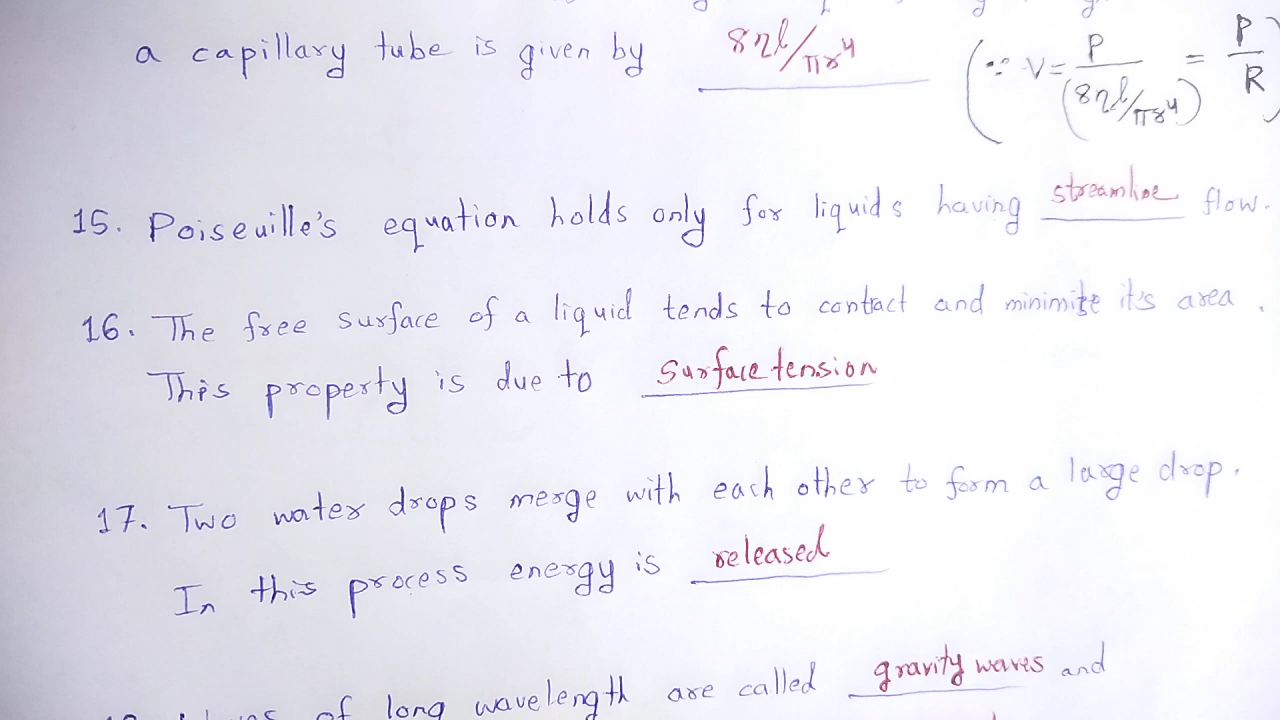 a capillary tube is given by 8ηl/πr⁴ (∵ V = P/(8ηl/πr⁴) = P/R)
15. Poiseuille's equation holds only for liquids having streamline flow.
16. The free surface of a liquid tends to contact and minimize it's area.
This property is due to Surface tension
17. Two water drops merge with each other to form a large drop.
In this process energy is released
of long wavelength are called gravity waves and